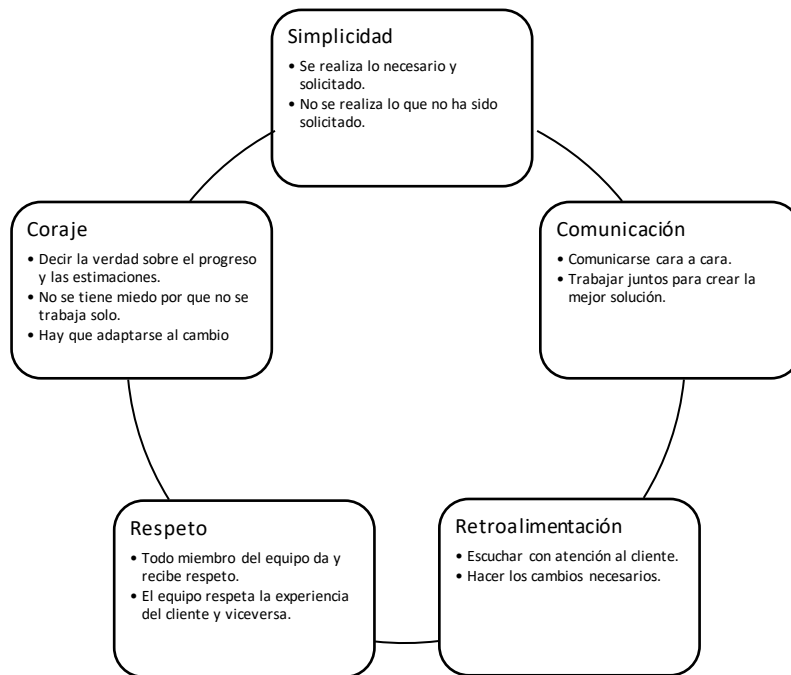 Simplicidad
• Se realiza lo necesario y
solicitado.
• No se realiza lo que no ha sido
solicitado.
Comunicación
• Comunicarse cara a cara.
• Trabajar juntos para crear la
mejor solución.
Retroalimentación
• Escuchar con atención al cliente.
• Hacer los cambios necesarios.
Respeto
• Todo miembro del equipo da y
recibe respeto.
• El equipo respeta la experiencia
del cliente y viceversa.
Coraje
• Decir la verdad sobre el progreso
y las estimaciones.
• No se tiene miedo por que no se
trabaja solo.
• Hay que adaptarse al cambio